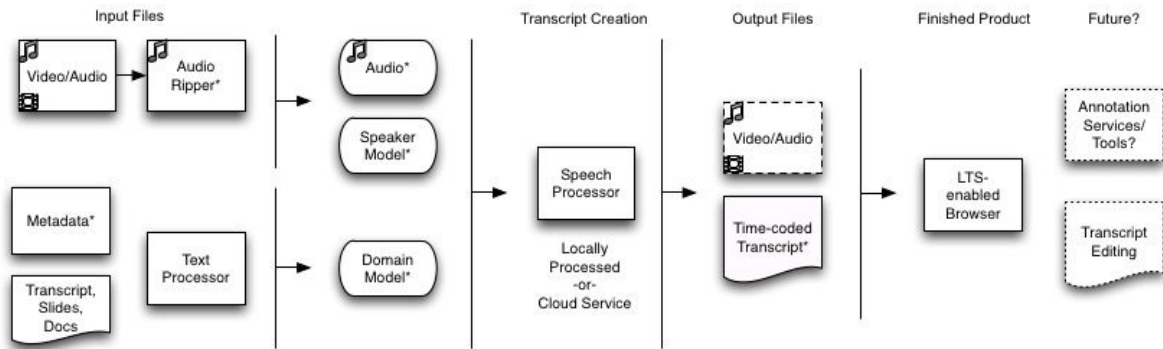 Input Files
Transcript Creation
Output Files
Finished Product
Future?
Video/Audio
Audio
Ripper*
Audio*
Speaker
Model*
Metadata*
Text
Processor
Transcript,
Slides,
Docs
Domain
Model*
Speech
Processor
Locally
Processed
-or-
Cloud Service
Video/Audio
Time-coded
Transcript*
LTS-
enabled
Browser
Annotation
Services/
Tools?
Transcript
Editing